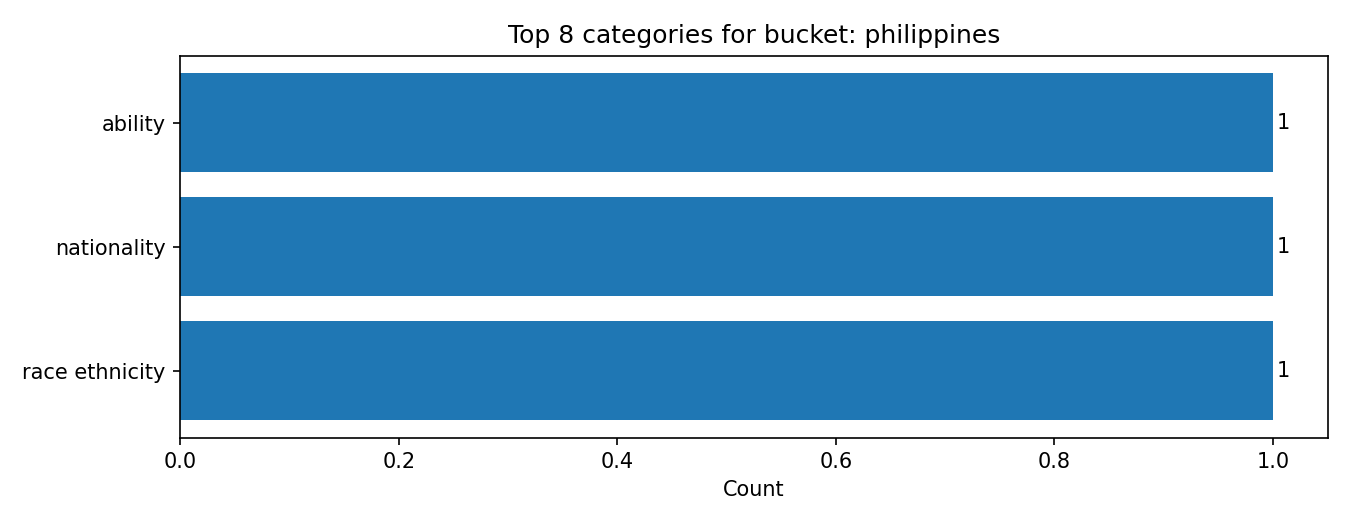 Top 8 categories for bucket: philippines
ability
1
nationality
1
race ethnicity
1
0.0 0.2 0.4 0.6 0.8 1.0
Count